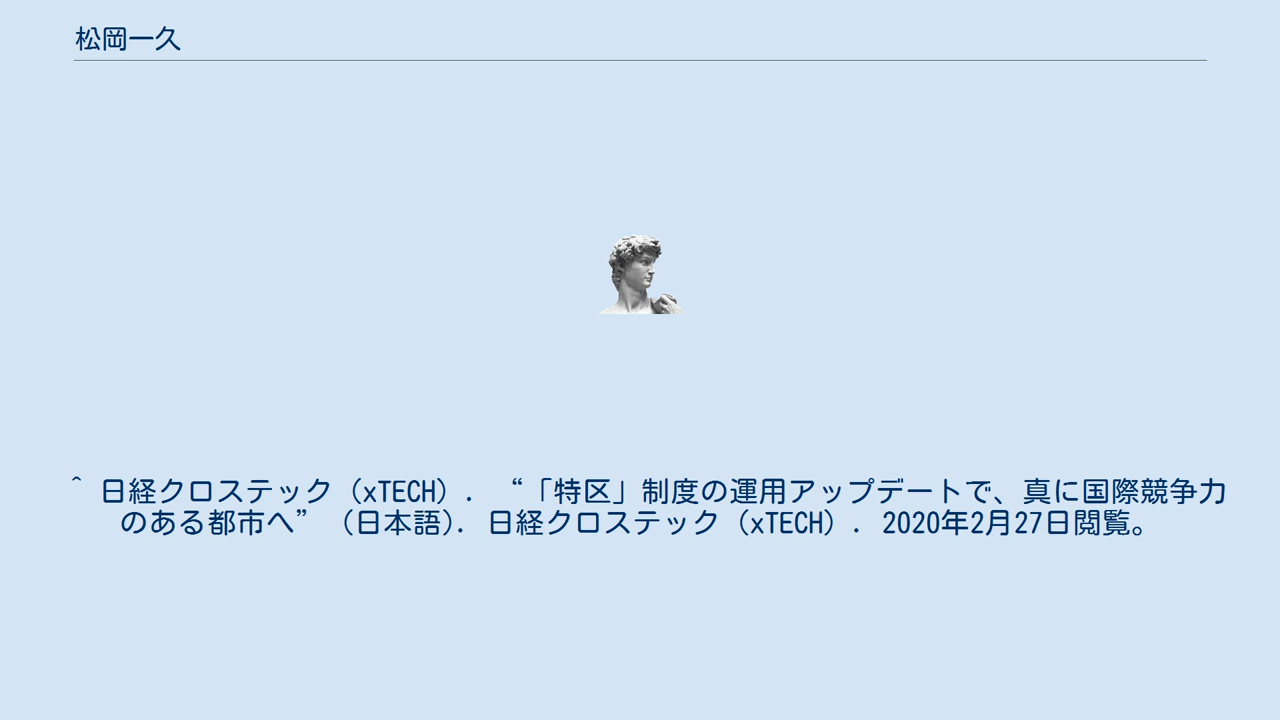 松岡一久
^ 日経クロステック（xTECH）. “「特区」制度の運用アップデートで、真に国際競争力
のある都市へ” （日本語). 日経クロステック（xTECH）. 2020年2月27日閲覧。